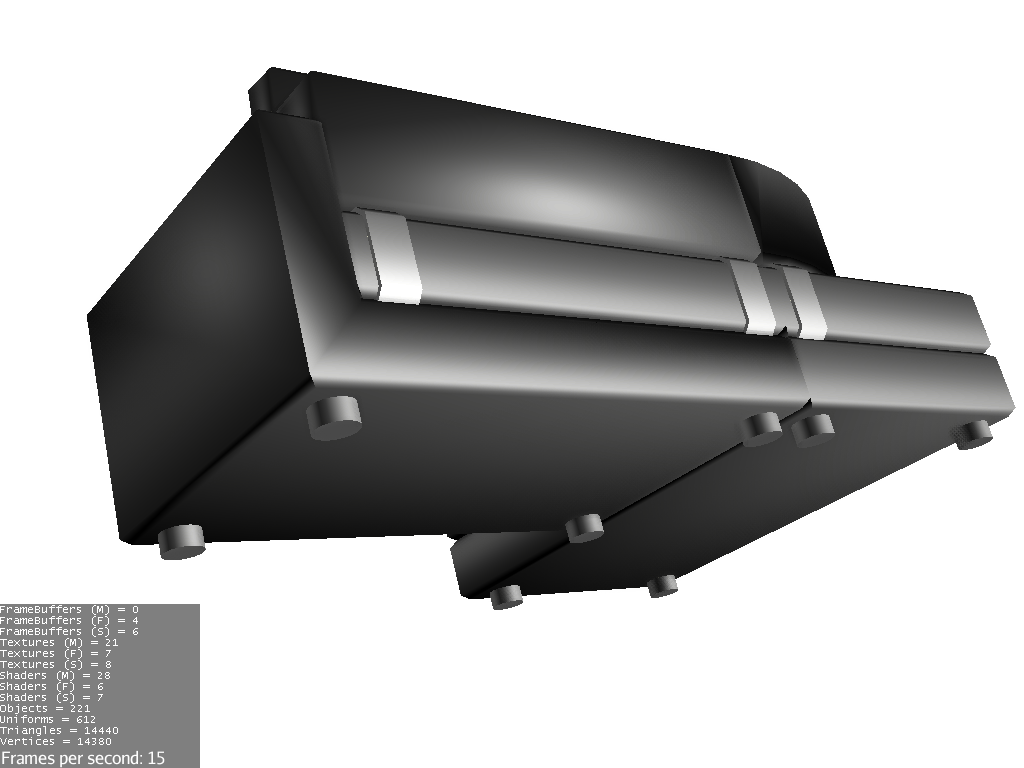 FrameBuffers (M) = 0
FrameBuffers (F) = 4
FrameBuffers (S) = 6
Textures (M) = 21
Textures (F) = 7
Textures (S) = 8
Shaders (M) = 28
Shaders (F) = 6
Shaders (S) = 7
Objects = 221
Uniforms = 612
Triangles = 14440
Vertices = 14380
Frames per second: 15